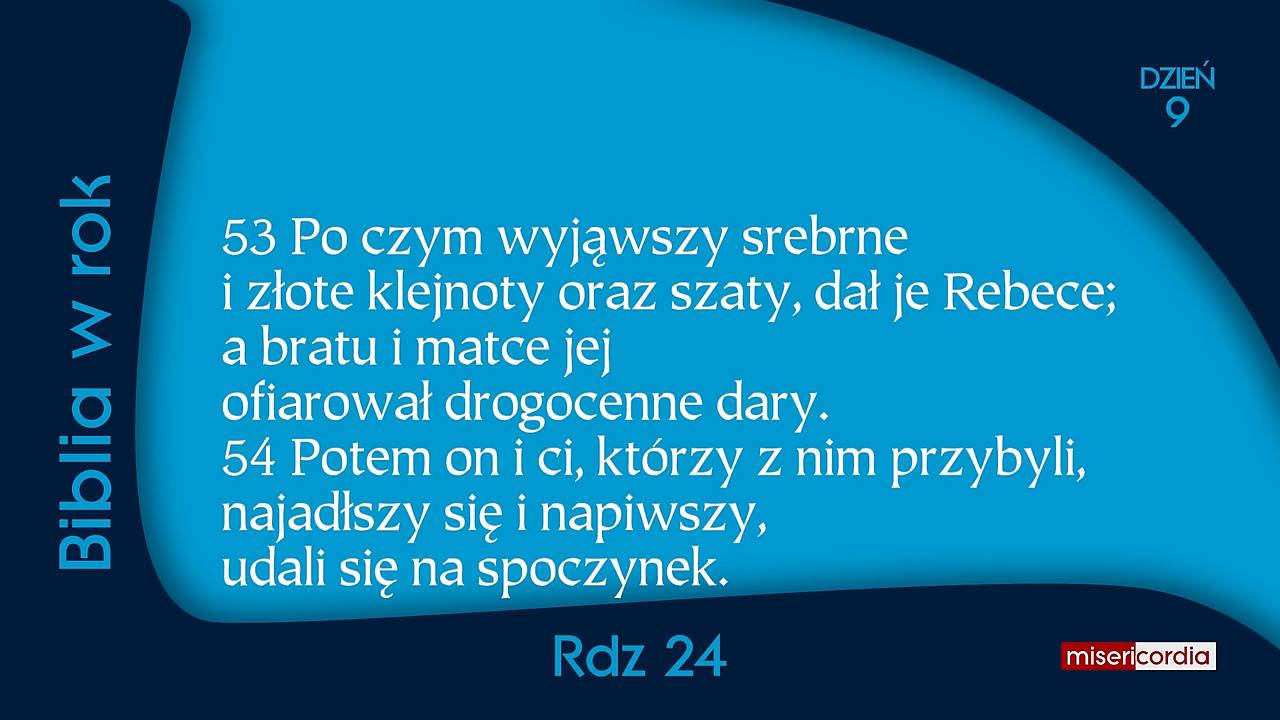 DZIEŃ
9
Biblia w rok
53 Po czym wyjąwszy srebrne
i złote klejnoty oraz szaty, dał je Rebece;
a bratu i matce jej
ofiarował drogocenne dary.
54 Potem on i ci, którzy z nim przybyli,
najadłszy się i napiwszy,
udali się na spoczynek.
Rdz 24
misericordia